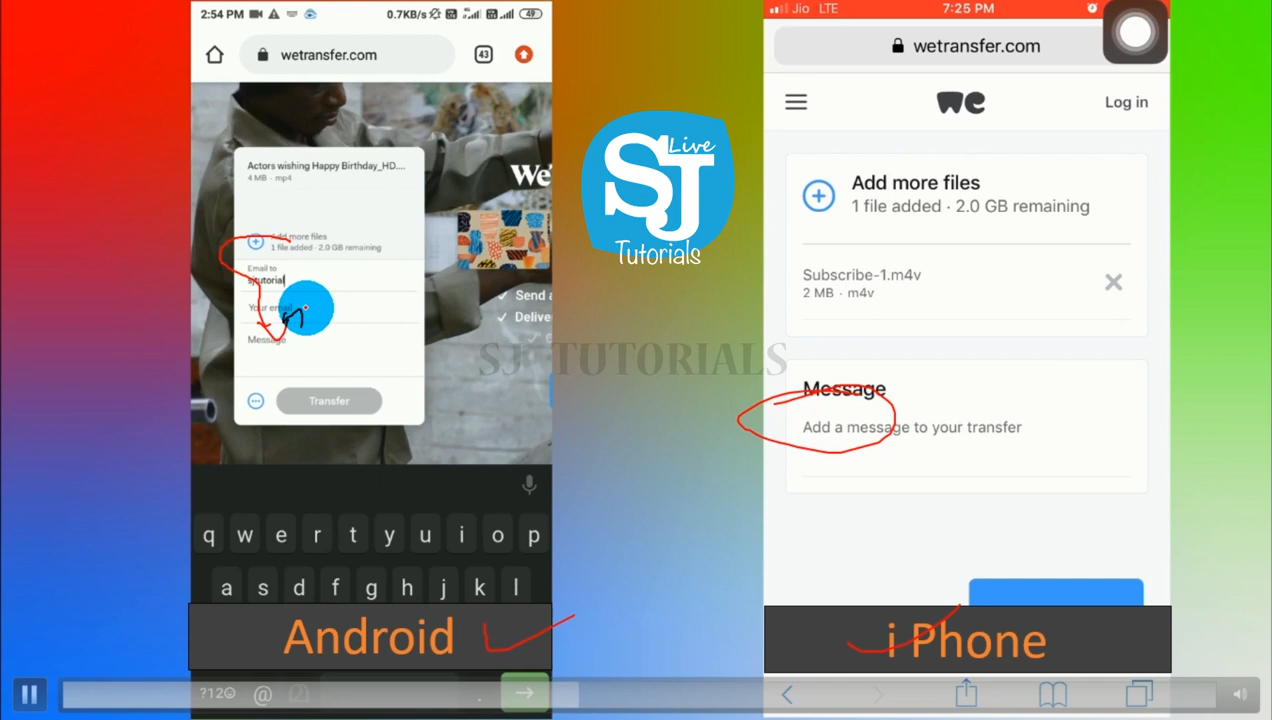 2:54 PM
0.7KB/s
49
wetransfer.com
43
Actors wishing Happy Birthday_HD....
4 MB · mp4
Add more files
1 file added · 2.0 GB remaining
Email to
sjtutorial
Your email
Message
Transfer
We'
Send a
Delive
q w e r t y u i o p
a s d f g h j k l
Android
?12
@
.
Live
SJ
Tutorials
SJ TUTORIALS
Jio LTE
7:25 PM
wetransfer.com
we
Log in
Add more files
1 file added · 2.0 GB remaining
Subscribe-1.m4v
2 MB · m4v
Message
Add a message to your transfer
i Phone